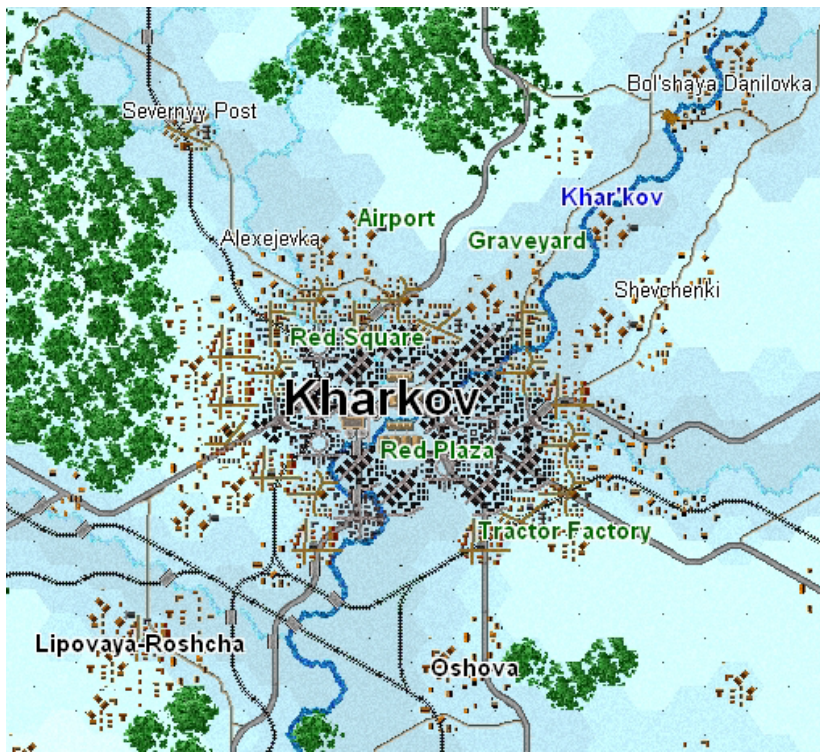 Bol'shaya Danilovka
Severnyy Post
Khar'kov
Airport
Alexejevka
Graveyard
Shevchenki
Red Square
Kharkov
Red Plaza
Tractor Factory
Lipovaya-Roshcha
Oshova